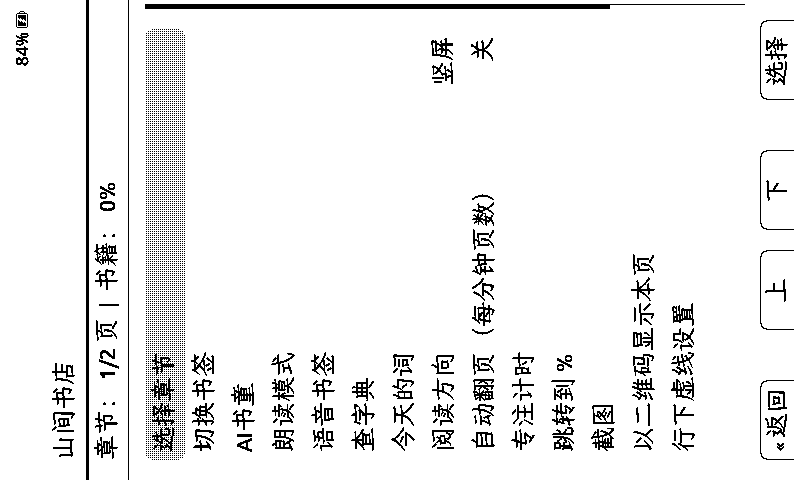 84%
山间书店
章节： 1/2 页 | 书籍： 0%
选择章节
切换书签
AI书童
朗读模式
语音书签
查字典
今天的词
阅读方向 竖屏
自动翻页（每分钟页数） 关
专注计时
跳转到 %
截图
以二维码显示本页
行下虚线设置
« 返回 上 下 选择